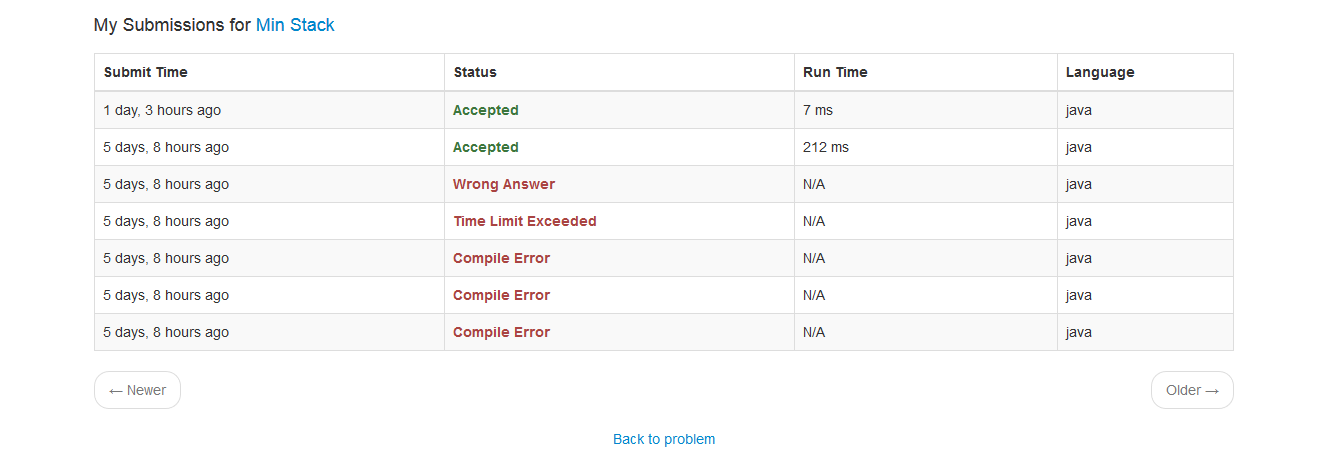 My Submissions for Min Stack
Submit Time Status Run Time Language
1 day, 3 hours ago Accepted 7 ms java
5 days, 8 hours ago Accepted 212 ms java
5 days, 8 hours ago Wrong Answer N/A java
5 days, 8 hours ago Time Limit Exceeded N/A java
5 days, 8 hours ago Compile Error N/A java
5 days, 8 hours ago Compile Error N/A java
5 days, 8 hours ago Compile Error N/A java
← Newer Older →
Back to problem